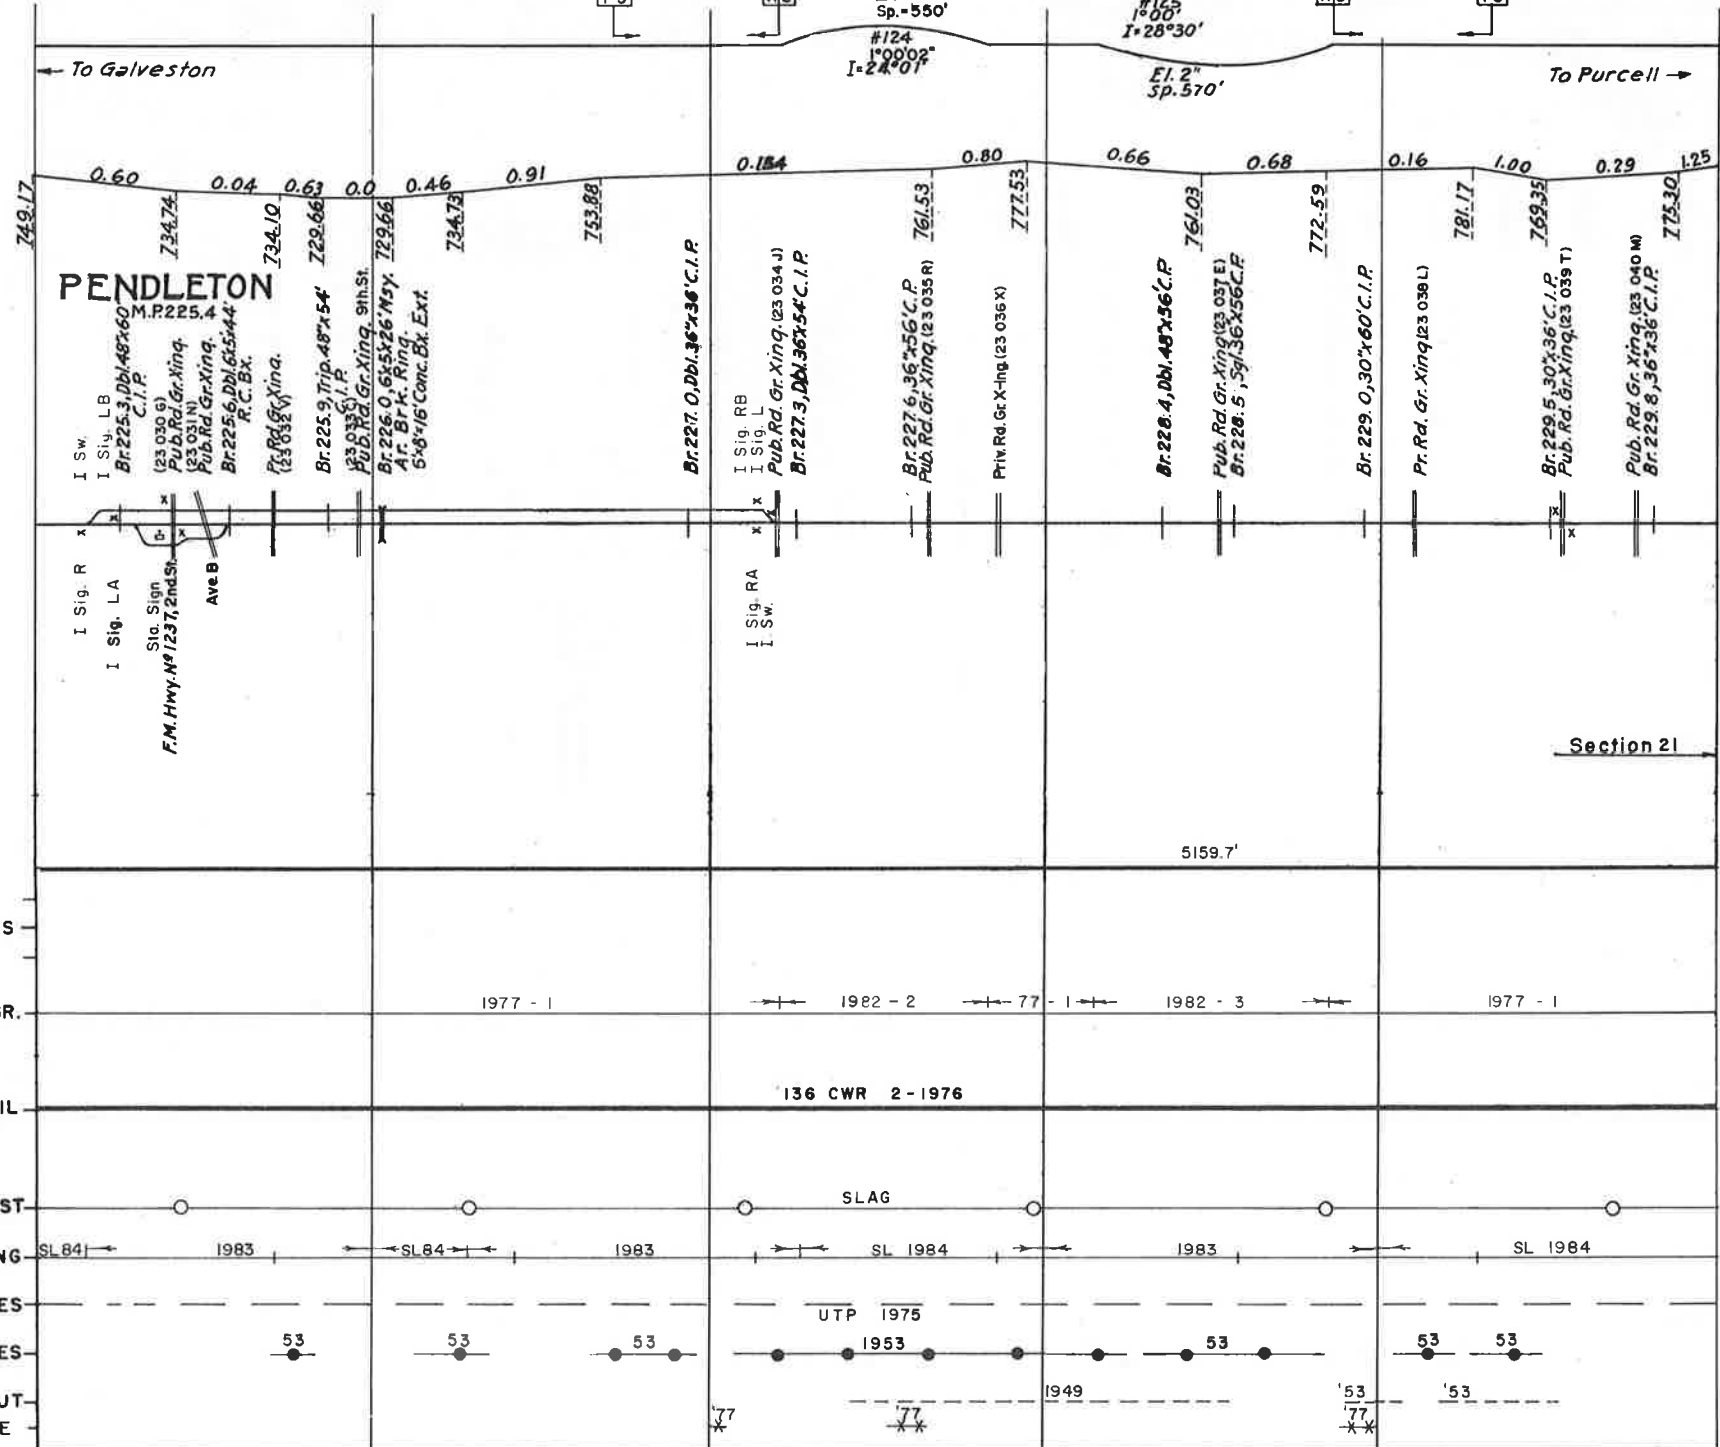 Sp.=550'
#124
1°00'02"
I=24°01'
#125
1°00'
I=28°30'
El. 2"
Sp. 570'
← To Galveston
To Purcell →
0.60
0.04
0.63
0.0
0.46
0.91
0.80
0.66
0.68
0.16
1.00
0.29
1.25
749.17
734.74
734.10
729.66
729.66
734.73
753.88
761.53
777.53
761.03
772.59
781.17
769.35
775.30
PENDLETON
M.P.225.4
I Sw.
I Sig. LB
Br.225.3, Dbl.48"x60'
C.I.P.
(23 030 G)
Pub.Rd.Gr.Xing.
(23 031 N)
Pub.Rd.Gr.Xing.
Br.225.6, Dbl.6'x5'x44'
R.C.Bx.
Pr.Rd.Gr.Xing.
(23 032 V)
Br.225.9, Trip.48"x54'
C.I.P.
(23 033 C)
Pub.Rd.Gr.Xing. 9th.St.
Br.226.0, 6'x5'x26' Msy.
Ar. Brk. Ring.
5'x8'x16' Conc. Bx. Ext.
Br.227.0, Dbl.36"x36' C.I.P.
I Sig. RB
I Sig. L
Pub.Rd.Gr.Xing.(23 034 J)
Br.227.3, Dbl.36"x54' C.I.P.
Br.227.6, 36"x56' C.P.
Pub.Rd.Gr.Xing.(23 035 R)
Priv.Rd.Gr.X-ing.(23 036 X)
Br.228.4, Dbl.48"x56' C.P.
Pub.Rd.Gr.Xing.(23 037 E)
Br.228.5, Sgl.36"x56' C.P.
Br.229.0, 30"x60' C.I.P.
Pr. Rd. Gr. Xing.(23 038 L)
Br.229.5, 30"x36' C.I.P.
Pub.Rd.Gr.Xing.(23 039 T)
Pub.Rd.Gr.Xing.(23 040 M)
Br.229.8, 36"x36' C.I.P.
I Sig. R
I Sig. LA
Sta. Sign
F.M. Hwy. Nº 1237, 2nd.St.
Ave. B
I Sig. RA
I Sw.
Section 21
5159.7'
S
R.
1977 - 1
1982 - 2
77 - 1
1982 - 3
1977 - 1
IL
136 CWR 2-1976
ST
SLAG
NG
SL84
1983
SL84
1983
SL 1984
1983
SL 1984
ES
UTP 1975
ES
53
53
53
1953
53
53
53
UT
1949
'53
'53
E
'77
'77
'77